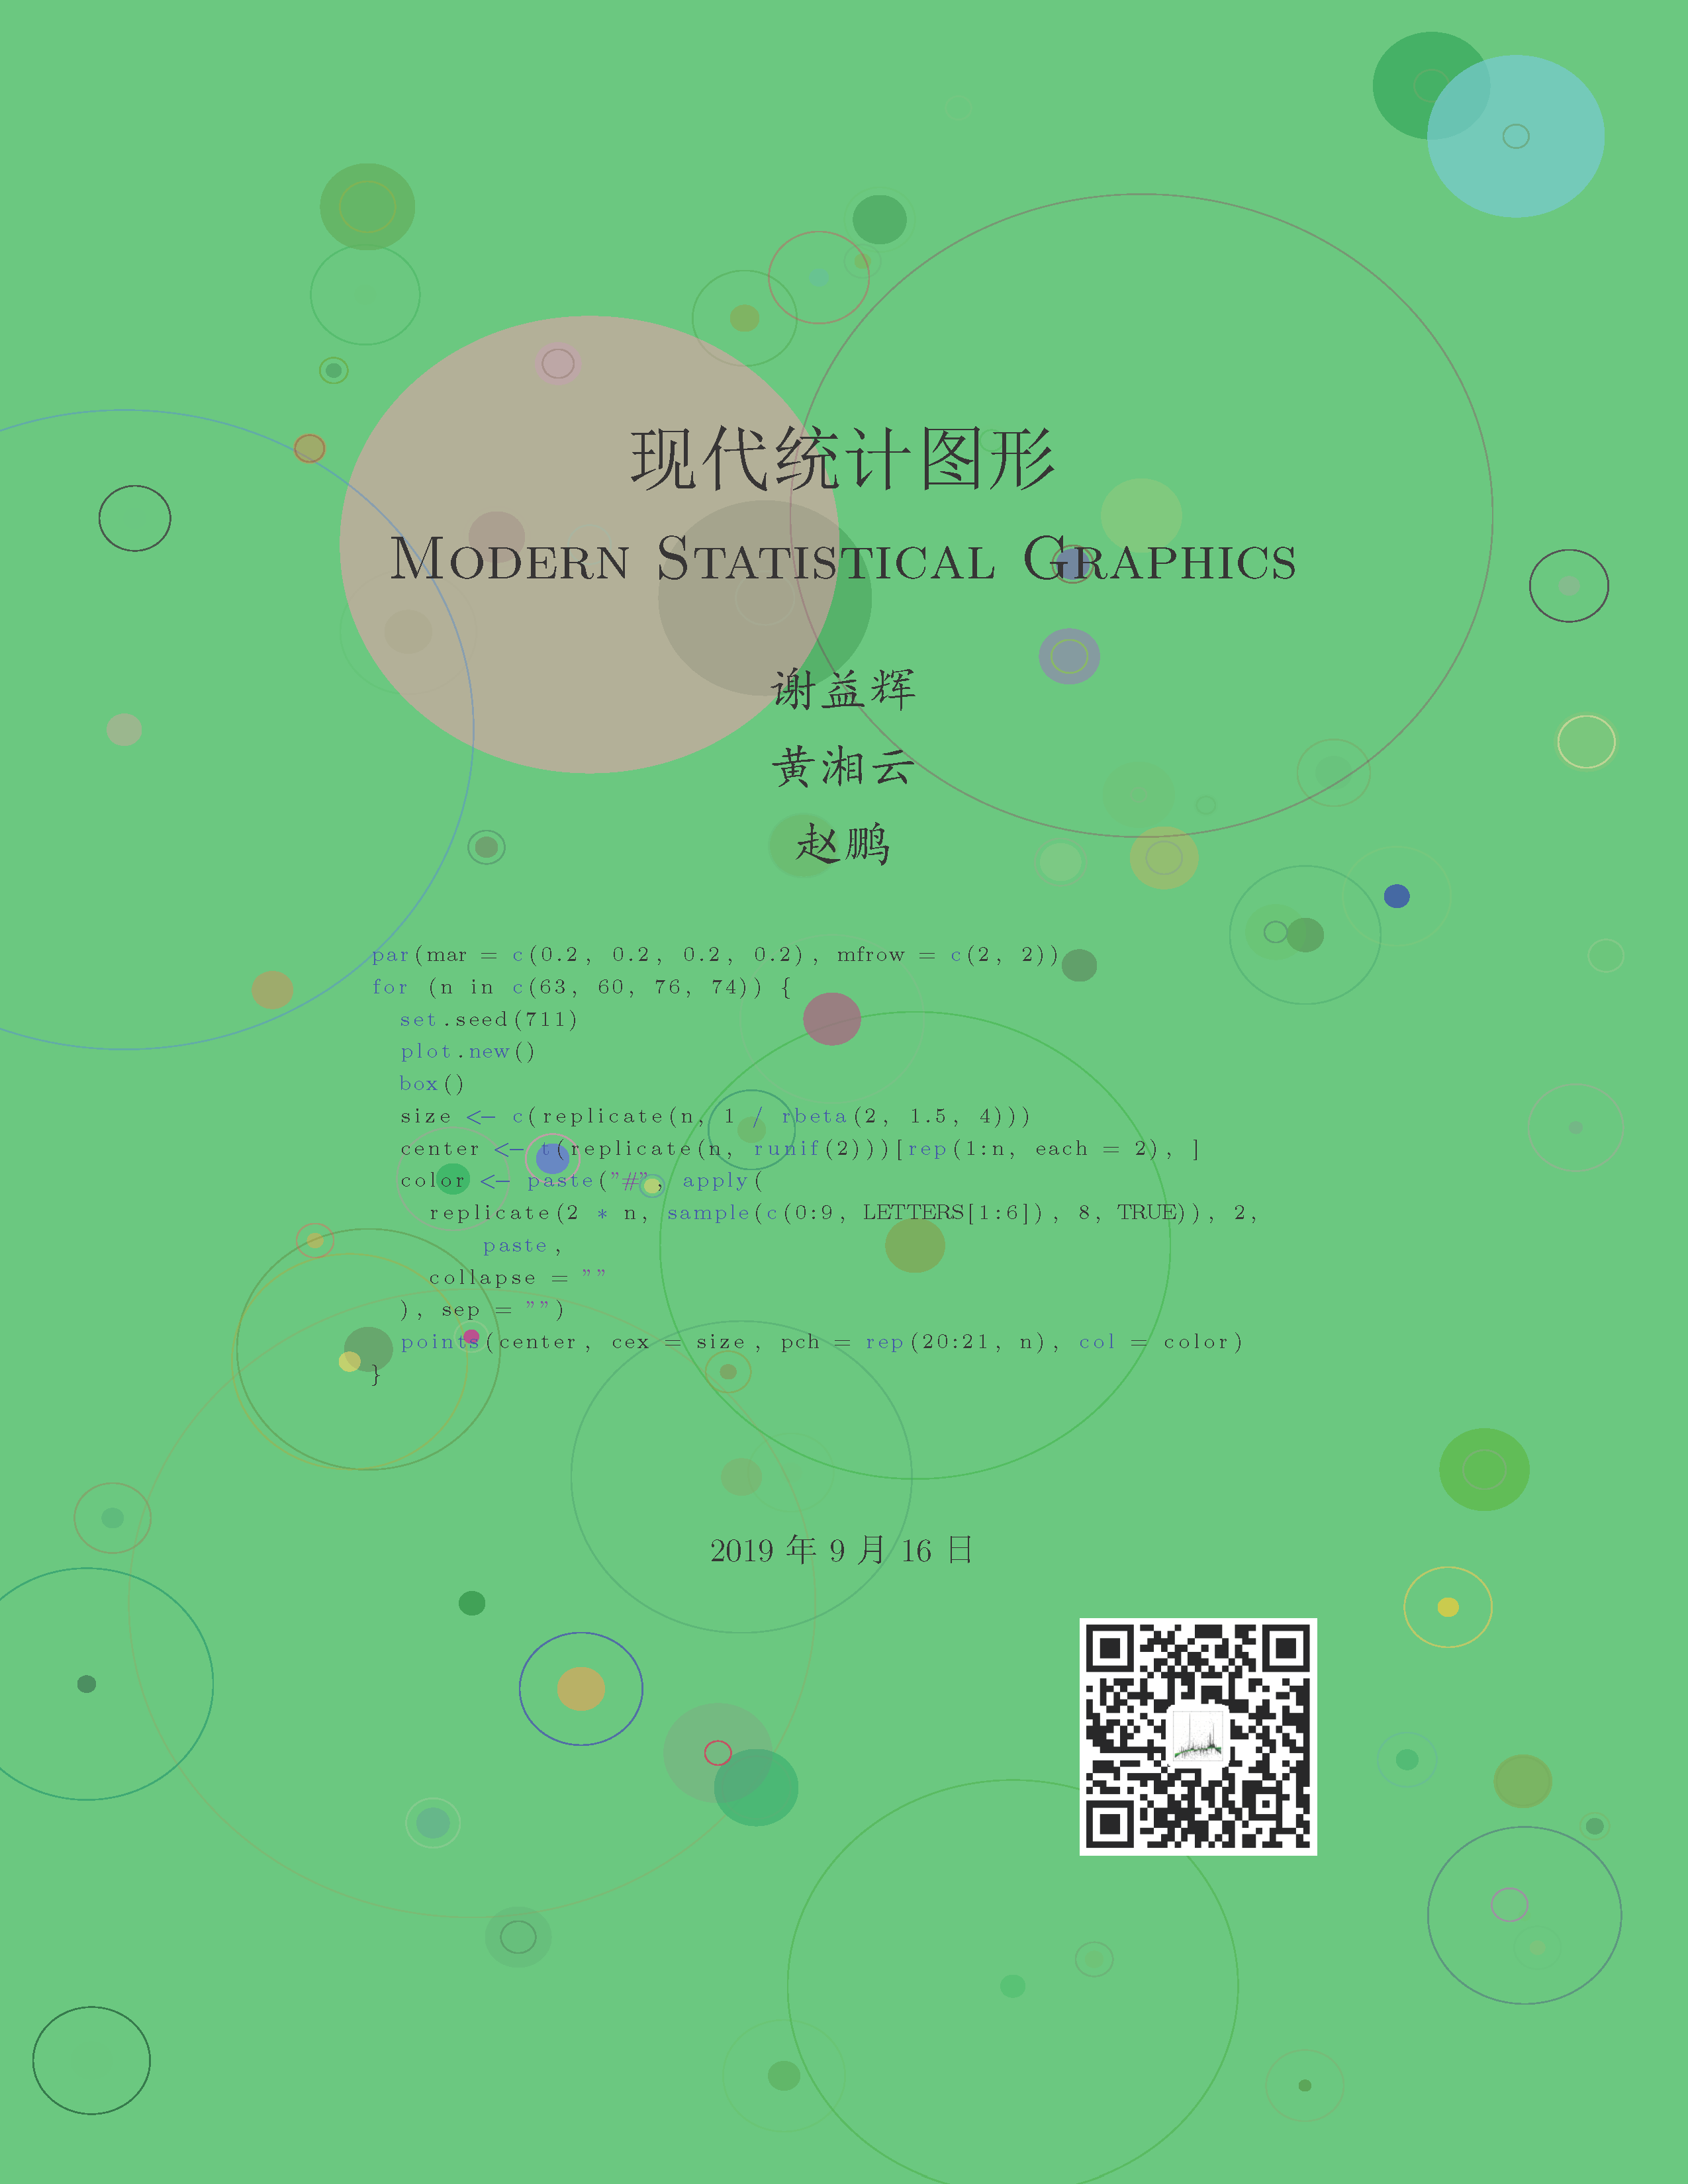 现代统计图形
Modern Statistical Graphics
谢益辉
黄湘云
赵鹏
par(mar = c(0.2, 0.2, 0.2, 0.2), mfrow = c(2, 2))
for (n in c(63, 60, 76, 74)) {
  set.seed(711)
  plot.new()
  box()
  size <- c(replicate(n, 1 / rbeta(2, 1.5, 4)))
  center <- t(replicate(n, runif(2)))[rep(1:n, each = 2), ]
  color <- paste("#", apply(
    replicate(2 * n, sample(c(0:9, LETTERS[1:6]), 8, TRUE)), 2,
        paste,
    collapse = ""
  ), sep = "")
  points(center, cex = size, pch = rep(20:21, n), col = color)
}
2019 年 9 月 16 日